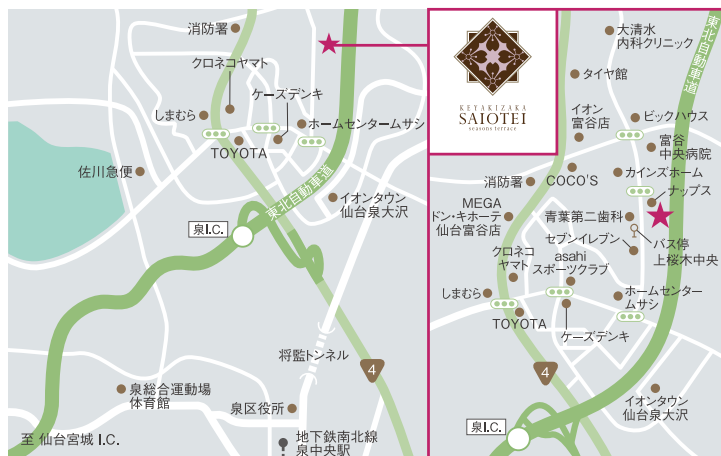 消防署
クロネコヤマト
ケーズデンキ
しまむら
ホームセンタームサシ
TOYOTA
佐川急便
東北自動車道
イオンタウン
仙台泉大沢
泉I.C.
将監トンネル
4
泉総合運動場
体育館
泉区役所
至 仙台宮城 I.C.
地下鉄南北線
泉中央駅
KEYAKIZAKA
SAIOTEI
seasons terrace
大清水
内科クリニック
東北自動車道
タイヤ館
イオン
富谷店
ビックハウス
富谷
中央病院
COCO'S
カインズホーム
消防署
ナップス
MEGA
ドン・キホーテ
仙台富谷店
青葉第二歯科
バス停
上桜木中央
セブンイレブン
クロネコ
ヤマト
asahi
スポーツクラブ
しまむら
ホームセンター
ムサシ
TOYOTA
ケーズデンキ
4
イオンタウン
仙台泉大沢
泉I.C.